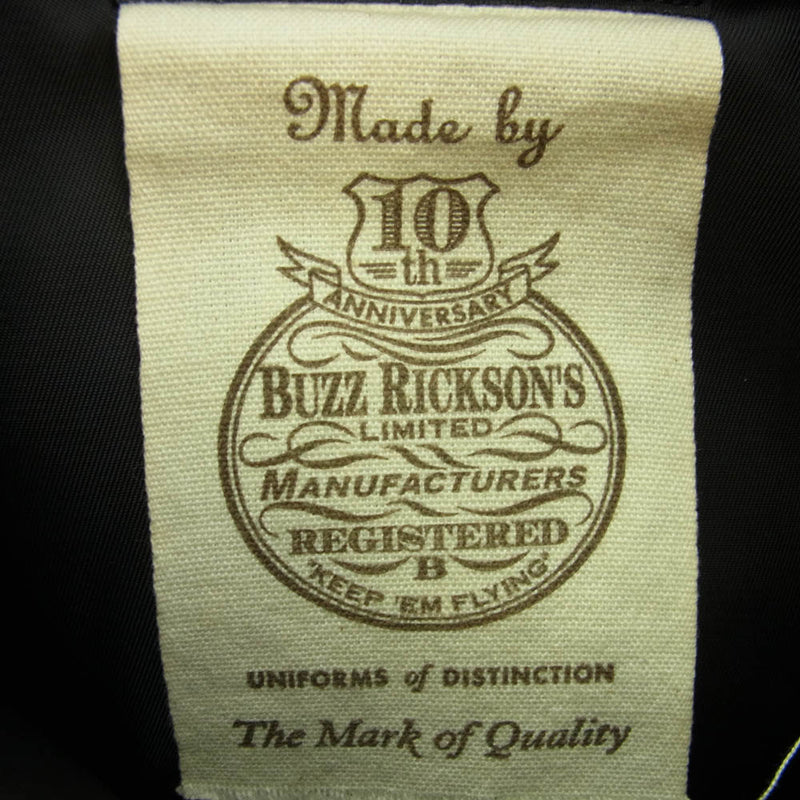 Made by
10
th
ANNIVERSARY
BUZZ RICKSON'S
LIMITED
MANUFACTURERS
REGISTERED
B
"KEEP 'EM FLYING"
UNIFORMS of DISTINCTION
The Mark of Quality